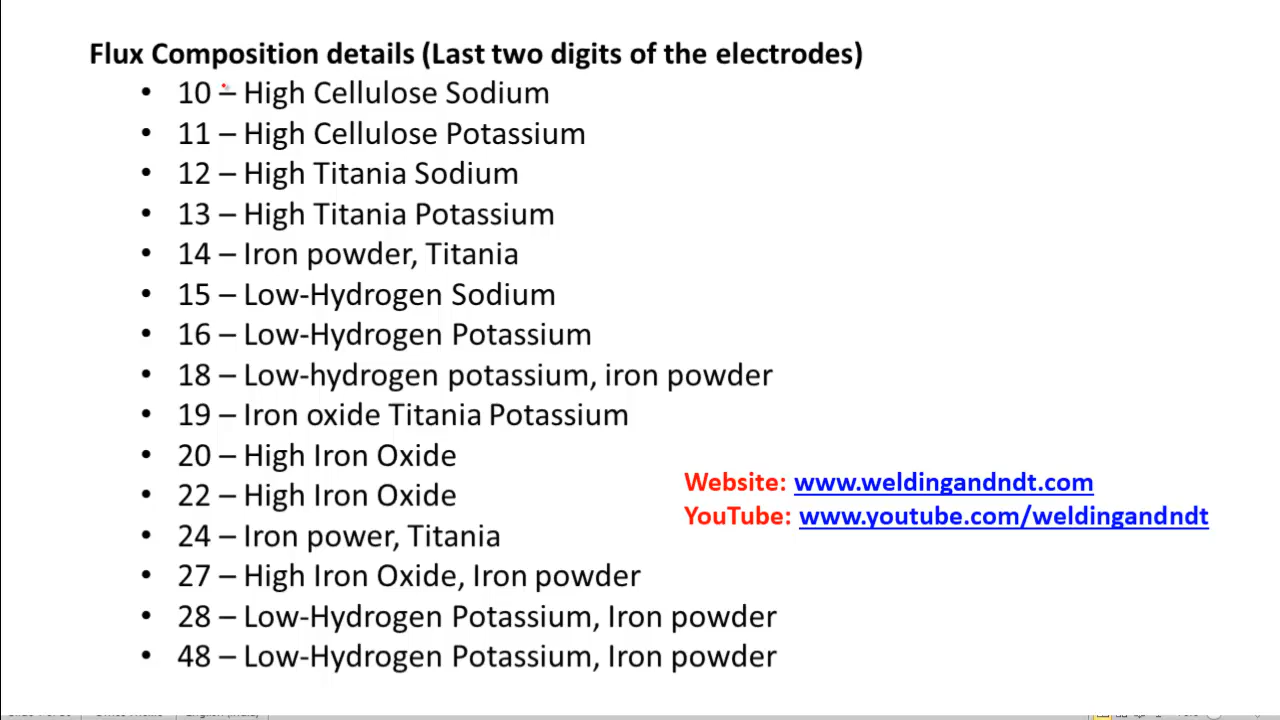 Flux Composition details (Last two digits of the electrodes)
• 10 – High Cellulose Sodium
• 11 – High Cellulose Potassium
• 12 – High Titania Sodium
• 13 – High Titania Potassium
• 14 – Iron powder, Titania
• 15 – Low-Hydrogen Sodium
• 16 – Low-Hydrogen Potassium
• 18 – Low-hydrogen potassium, iron powder
• 19 – Iron oxide Titania Potassium
• 20 – High Iron Oxide
• 22 – High Iron Oxide
• 24 – Iron power, Titania
• 27 – High Iron Oxide, Iron powder
• 28 – Low-Hydrogen Potassium, Iron powder
• 48 – Low-Hydrogen Potassium, Iron powder
Website: www.weldingandndt.com
YouTube: www.youtube.com/weldingandndt